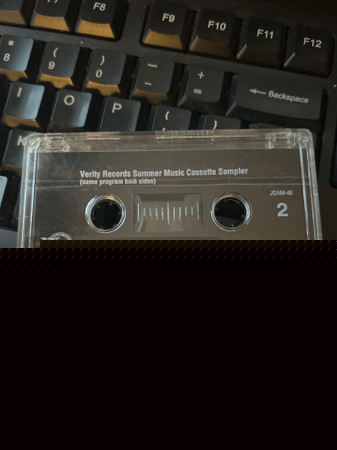 F8
F9
F10
F11
F12
*
8
(
9
)
0
_
-
+
=
← Backspace
I
O
P
{
}
K
Verity Records Summer Music Cassette Sampler
(same program both sides)
JSAM-48
2